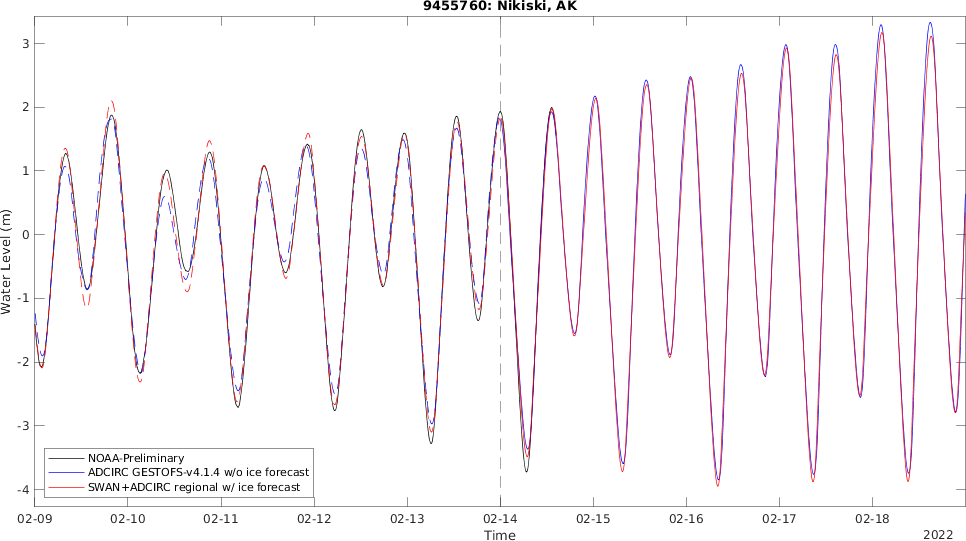 9455760: Nikiski, AK
Water Level (m)
3
2
1
0
-1
-2
-3
-4
NOAA-Preliminary
ADCIRC GESTOFS-v4.1.4 w/o ice forecast
SWAN+ADCIRC regional w/ ice forecast
02-09 02-10 02-11 02-12 02-13 02-14 02-15 02-16 02-17 02-18
Time
2022